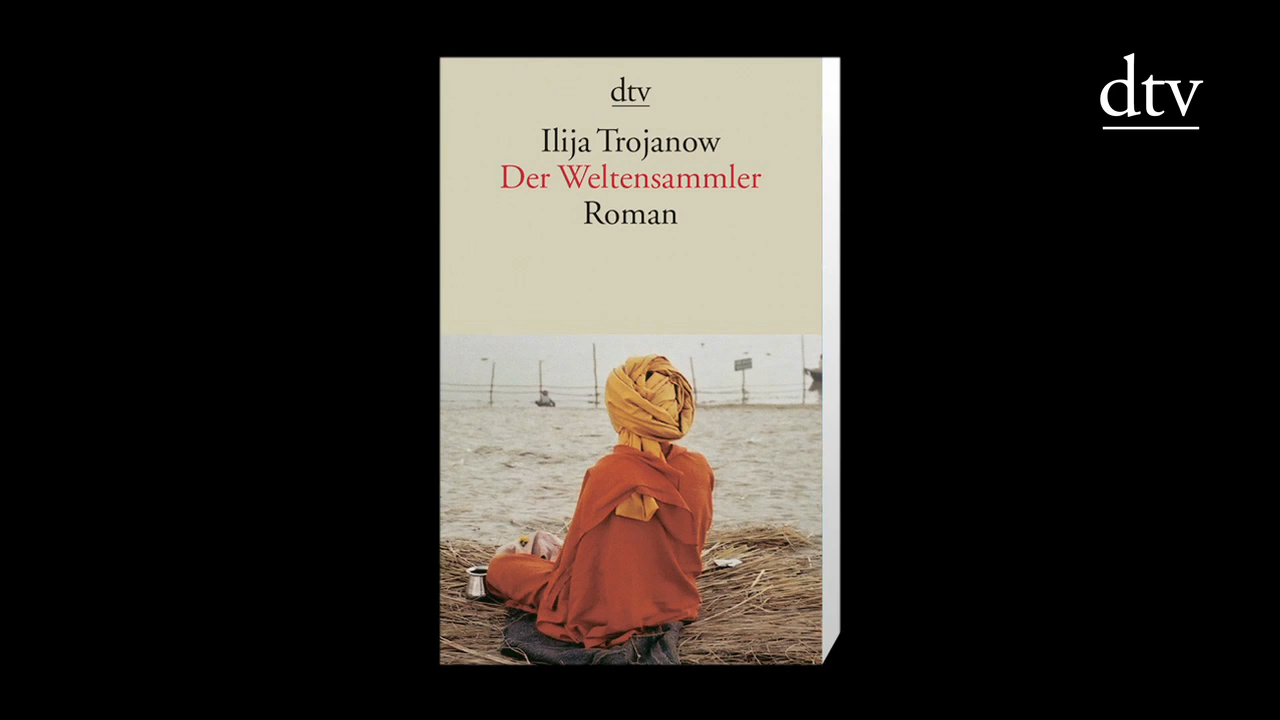 dtv
Ilija Trojanow
Der Weltensammler
Roman
dtv